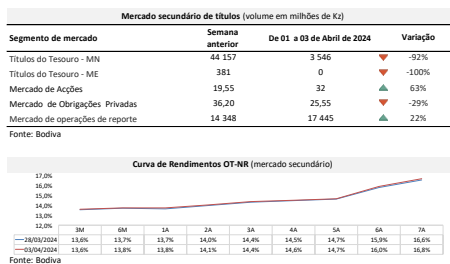 Mercado secundário de títulos (volume em milhões de Kz)
Segmento de mercado Semana anterior De 01 a 03 de Abril de 2024 Variação
Títulos do Tesouro - MN 44 157 3 546 -92%
Títulos do Tesouro - ME 381 0 -100%
Mercado de Acções 19,55 32 63%
Mercado de Obrigações Privadas 36,20 25,55 -29%
Mercado de operações de reporte 14 348 17 445 22%
Fonte: Bodiva
Curva de Rendimentos OT-NR (mercado secundário)
17,0%
16,0%
15,0%
14,0%
13,0%
12,0%
3M 6M 1A 2A 3A 4A 5A 6A 7A
28/03/2024 13,6% 13,7% 13,7% 14,0% 14,4% 14,5% 14,7% 15,9% 16,6%
03/04/2024 13,6% 13,8% 13,8% 14,1% 14,4% 14,6% 14,7% 16,0% 16,8%
Fonte: Bodiva